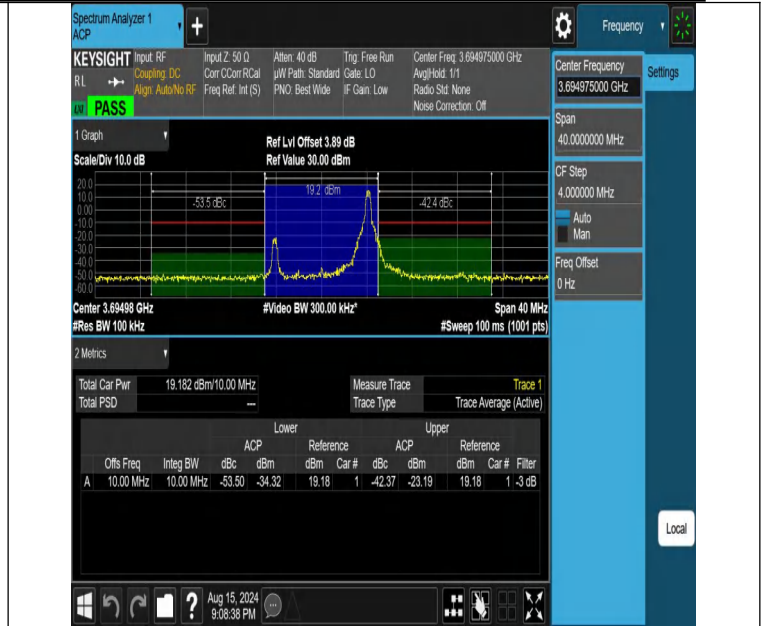 Spectrum Analyzer 1
ACP
+
Frequency
KEYSIGHT
RL
LXI
PASS
Input: RF
Coupling: DC
Align: Auto/No RF
Input Z: 50 Ω
Corr CCorr RCal
Freq Ref: Int (S)
Atten: 40 dB
µW Path: Standard
PNO: Best Wide
Trig: Free Run
Gate: LO
IF Gain: Low
Center Freq: 3.694975000 GHz
Avg|Hold: 1/1
Radio Std: None
Noise Correction: Off
1 Graph
Scale/Div 10.0 dB
Ref Lvl Offset 3.89 dB
Ref Value 30.00 dBm
20.0
10.0
0.00
-10.0
-20.0
-30.0
-40.0
-50.0
-60.0
-53.5 dBc
19.2 dBm
-42.4 dBc
Center 3.69498 GHz
#Video BW 300.00 kHz*
Span 40 MHz
#Res BW 100 kHz
#Sweep 100 ms (1001 pts)
2 Metrics
Total Car Pwr 19.182 dBm/10.00 MHz
Total PSD ---
Measure Trace Trace 1
Trace Type Trace Average (Active)
Lower Upper
ACP Reference ACP Reference
Offs Freq Integ BW dBc dBm dBm Car # dBc dBm dBm Car # Filter
A 10.00 MHz 10.00 MHz -53.50 -34.32 19.18 1 -42.37 -23.19 19.18 1 -3 dB
Center Frequency
3.694975000 GHz
Settings
Span
40.0000000 MHz
CF Step
4.000000 MHz
Auto
Man
Freq Offset
0 Hz
Local
?
Aug 15, 2024
9:08:38 PM